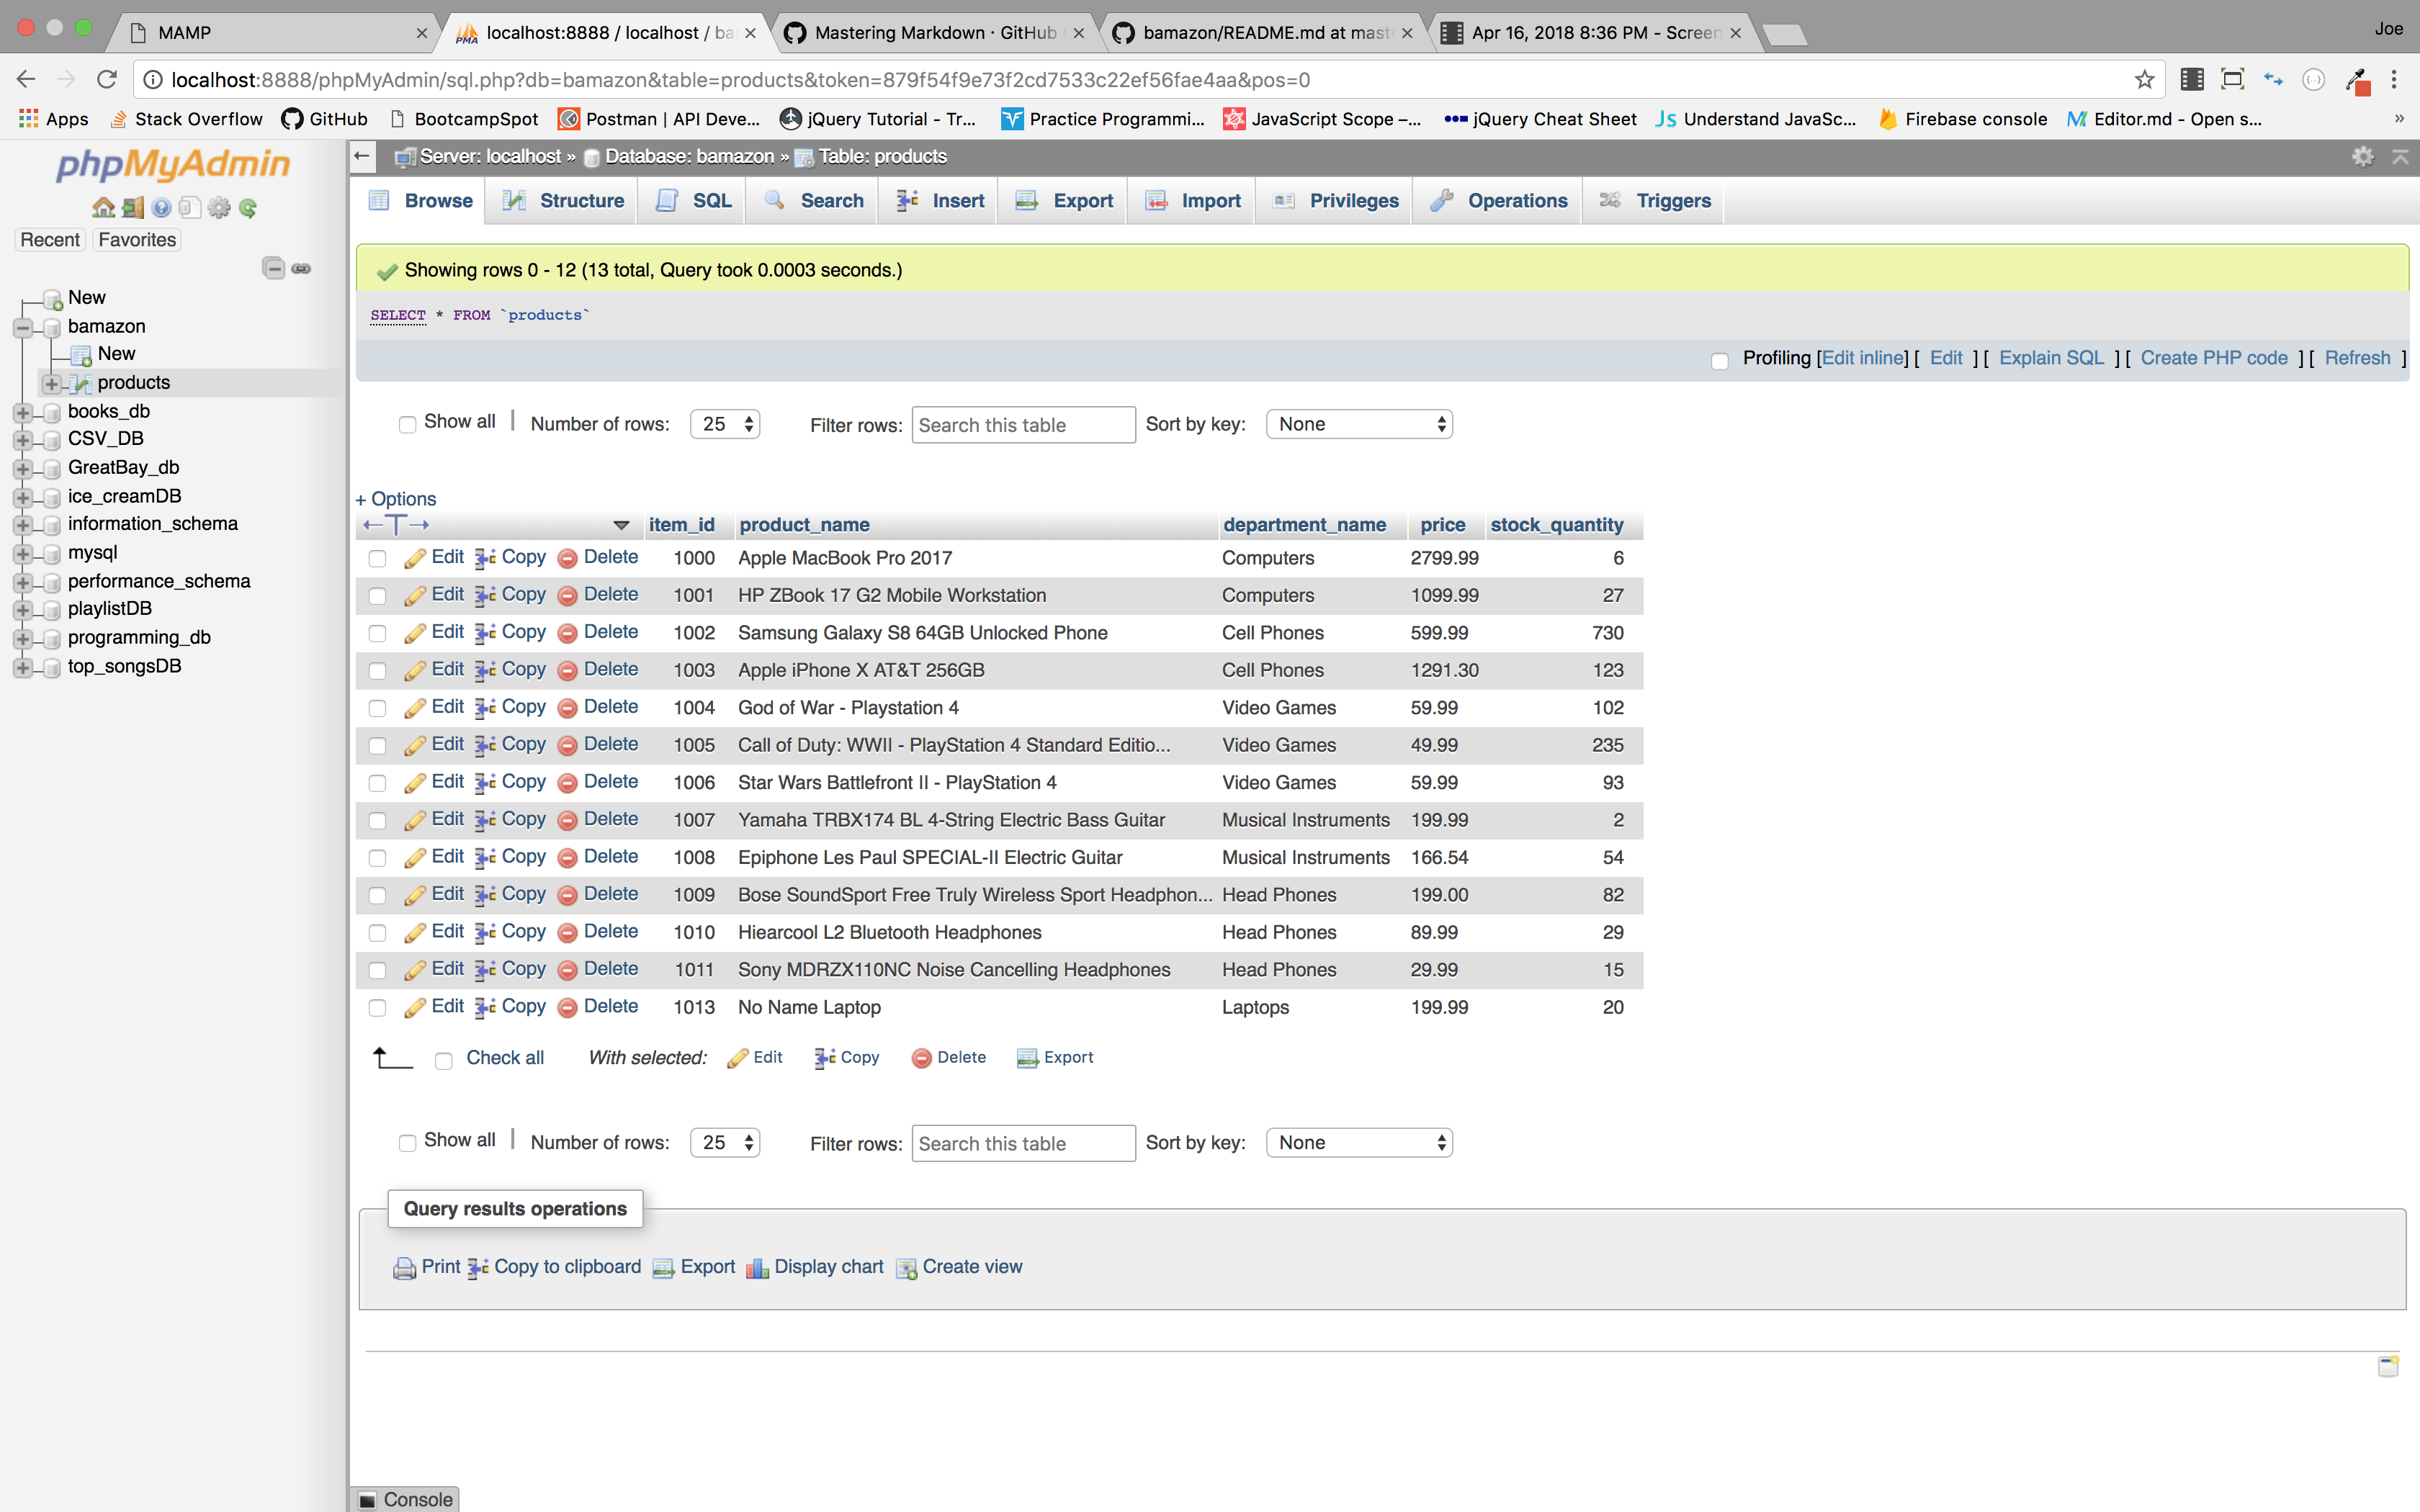 MAMP
localhost:8888 / localhost / ba
Mastering Markdown · GitHub
bamazon/README.md at mast
Apr 16, 2018 8:36 PM - Screen
Joe
localhost:8888/phpMyAdmin/sql.php?db=bamazon&table=products&token=879f54f9e73f2cd7533c22ef56fae4aa&pos=0
Apps Stack Overflow GitHub BootcampSpot Postman | API Deve... jQuery Tutorial - Tr... Practice Programmi... JavaScript Scope –... jQuery Cheat Sheet Understand JavaSc... Firebase console Editor.md - Open s... »
phpMyAdmin
Recent Favorites
New
bamazon
New
products
books_db
CSV_DB
GreatBay_db
ice_creamDB
information_schema
mysql
performance_schema
playlistDB
programming_db
top_songsDB
Server: localhost » Database: bamazon » Table: products
Browse Structure SQL Search Insert Export Import Privileges Operations Triggers
Showing rows 0 - 12 (13 total, Query took 0.0003 seconds.)
SELECT * FROM `products`
Profiling [Edit inline] [ Edit ] [ Explain SQL ] [ Create PHP code ] [ Refresh ]
Show all | Number of rows: 25 Filter rows: Search this table Sort by key: None
+ Options
item_id product_name department_name price stock_quantity
Edit Copy Delete 1000 Apple MacBook Pro 2017 Computers 2799.99 6
Edit Copy Delete 1001 HP ZBook 17 G2 Mobile Workstation Computers 1099.99 27
Edit Copy Delete 1002 Samsung Galaxy S8 64GB Unlocked Phone Cell Phones 599.99 730
Edit Copy Delete 1003 Apple iPhone X AT&T 256GB Cell Phones 1291.30 123
Edit Copy Delete 1004 God of War - Playstation 4 Video Games 59.99 102
Edit Copy Delete 1005 Call of Duty: WWII - PlayStation 4 Standard Editio... Video Games 49.99 235
Edit Copy Delete 1006 Star Wars Battlefront II - PlayStation 4 Video Games 59.99 93
Edit Copy Delete 1007 Yamaha TRBX174 BL 4-String Electric Bass Guitar Musical Instruments 199.99 2
Edit Copy Delete 1008 Epiphone Les Paul SPECIAL-II Electric Guitar Musical Instruments 166.54 54
Edit Copy Delete 1009 Bose SoundSport Free Truly Wireless Sport Headphon... Head Phones 199.00 82
Edit Copy Delete 1010 Hiearcool L2 Bluetooth Headphones Head Phones 89.99 29
Edit Copy Delete 1011 Sony MDRZX110NC Noise Cancelling Headphones Head Phones 29.99 15
Edit Copy Delete 1013 No Name Laptop Laptops 199.99 20
Check all With selected: Edit Copy Delete Export
Show all | Number of rows: 25 Filter rows: Search this table Sort by key: None
Query results operations
Print Copy to clipboard Export Display chart Create view
Console